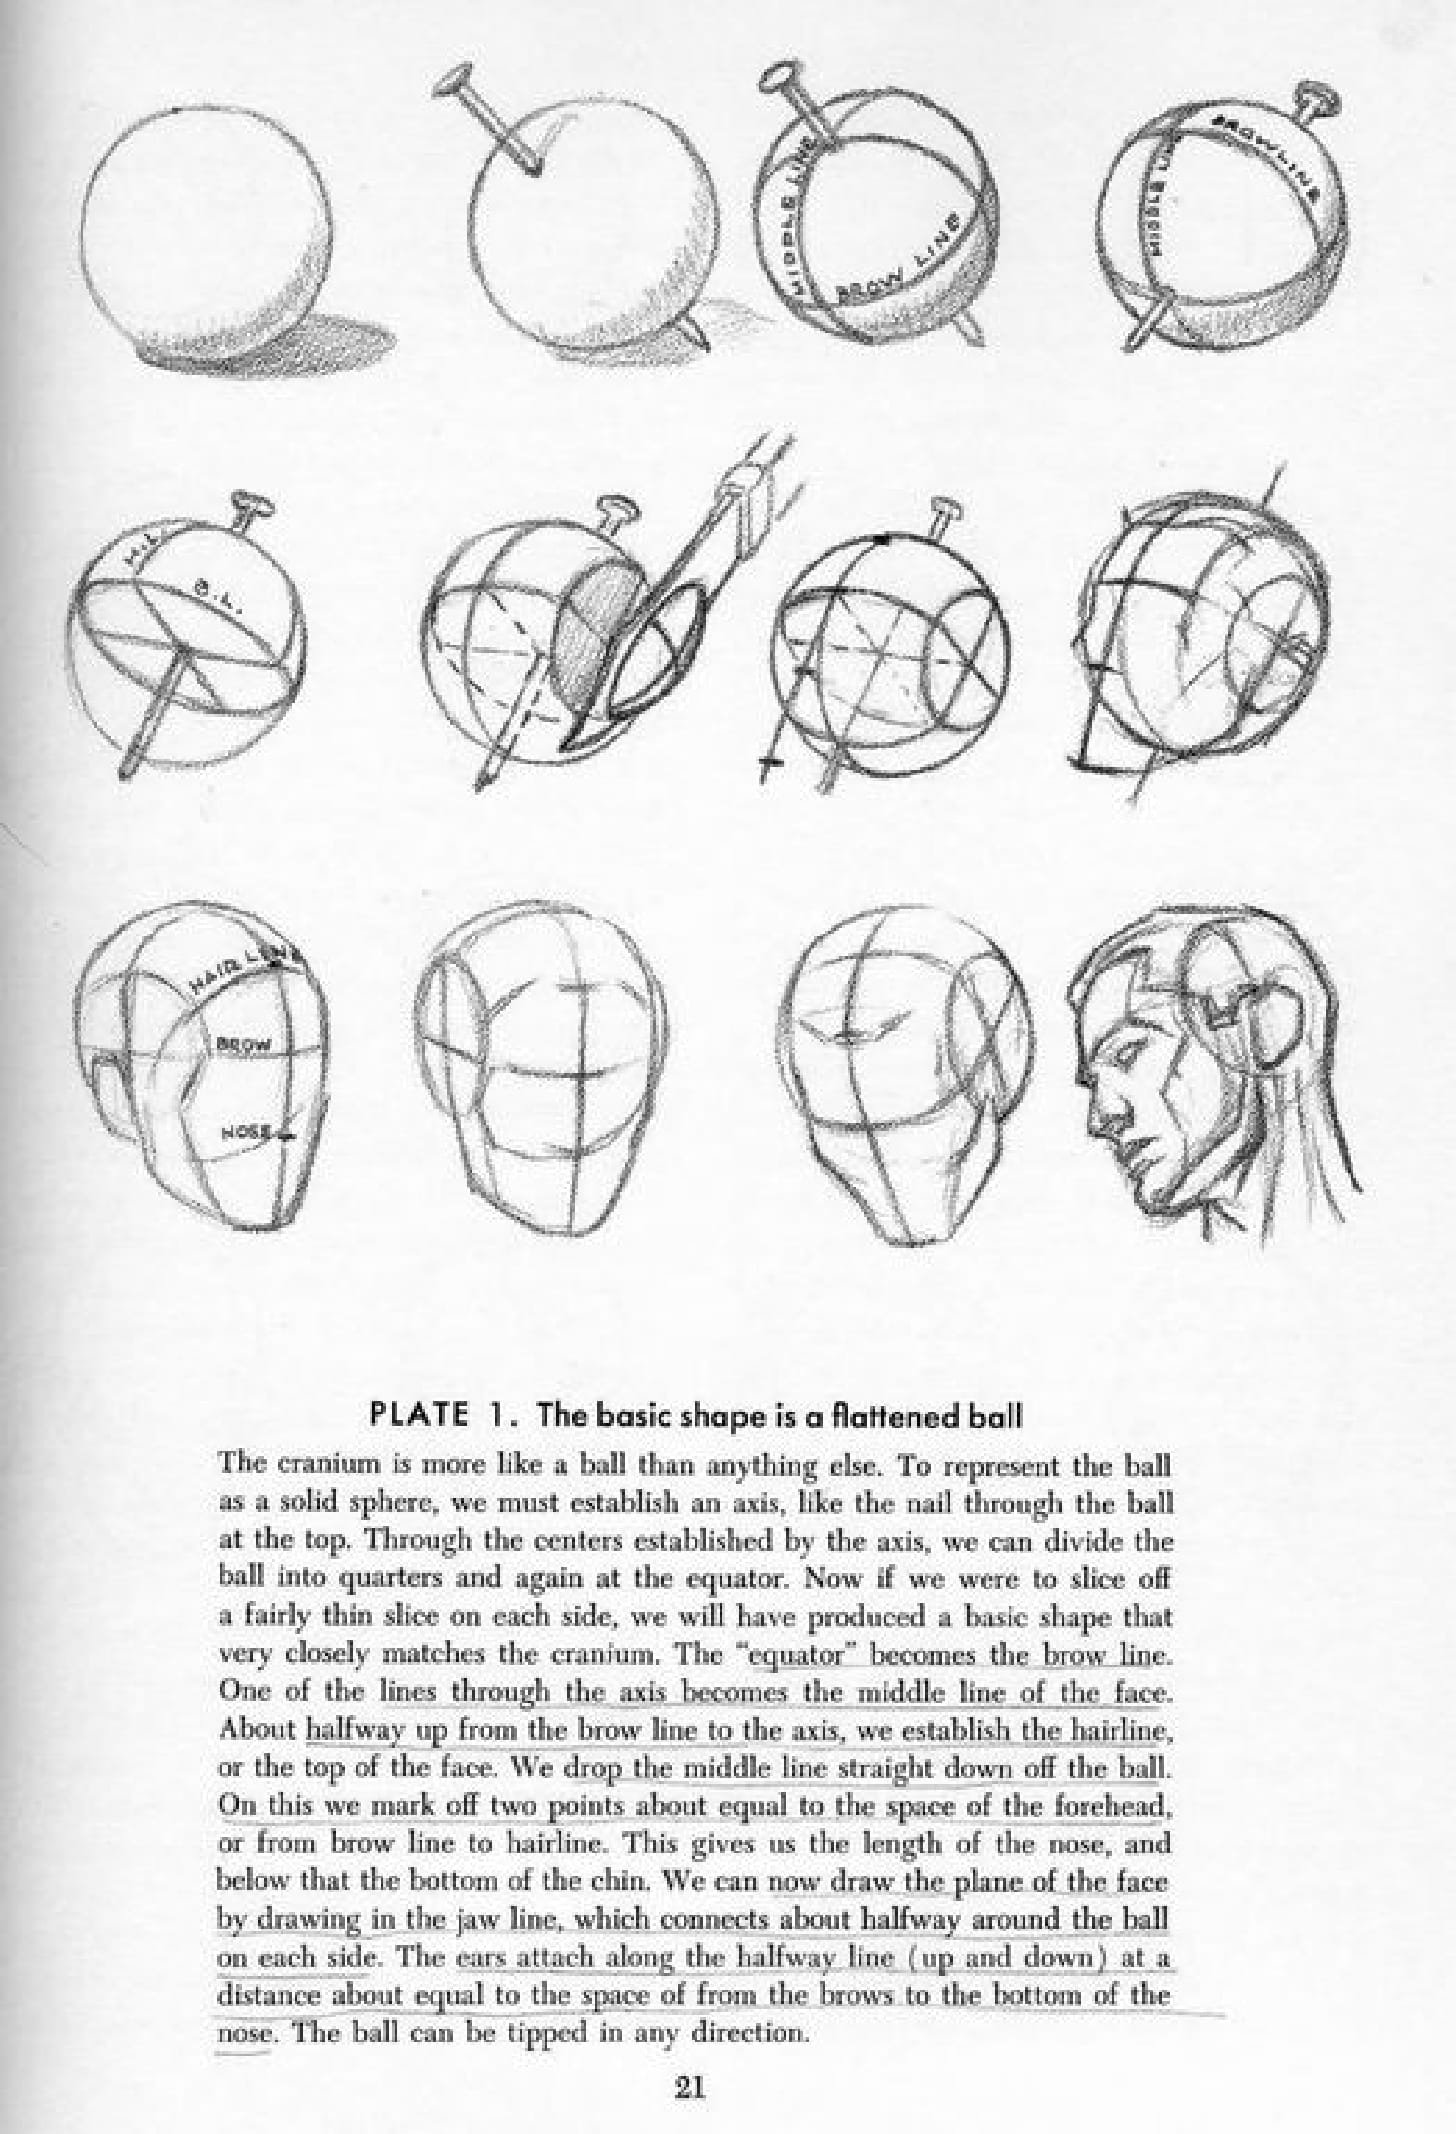 MIDDLE LINE
BROW LINE
BROWLINE
MIDDLE LINE
M.L.
B.L.
HAIR LINE
BROW
NOSE
PLATE 1. The basic shape is a flattened ball
The cranium is more like a ball than anything else. To represent the ball
as a solid sphere, we must establish an axis, like the nail through the ball
at the top. Through the centers established by the axis, we can divide the
ball into quarters and again at the equator. Now if we were to slice off
a fairly thin slice on each side, we will have produced a basic shape that
very closely matches the cranium. The "equator" becomes the brow line.
One of the lines through the axis becomes the middle line of the face.
About halfway up from the brow line to the axis, we establish the hairline,
or the top of the face. We drop the middle line straight down off the ball.
On this we mark off two points about equal to the space of the forehead,
or from brow line to hairline. This gives us the length of the nose, and
below that the bottom of the chin. We can now draw the plane of the face
by drawing in the jaw line, which connects about halfway around the ball
on each side. The ears attach along the halfway line (up and down) at a
distance about equal to the space of from the brows to the bottom of the
nose. The ball can be tipped in any direction.
21